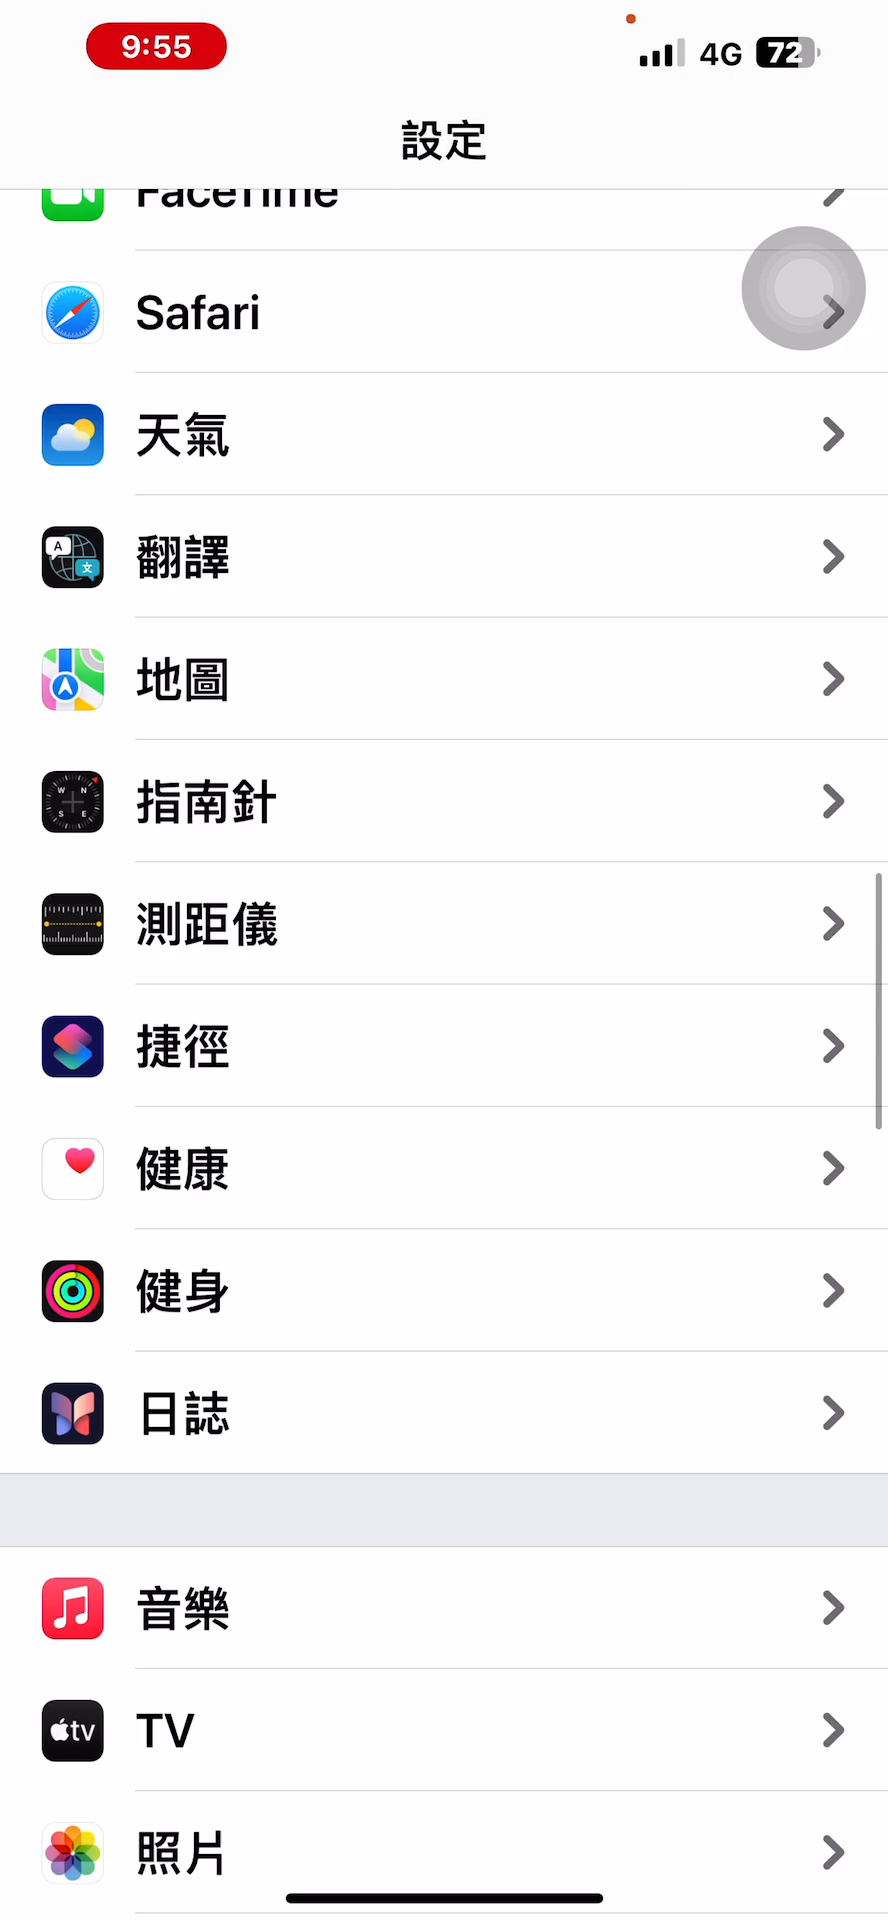 9:55
4G
72
設定
FaceTime
Safari
天氣
翻譯
地圖
指南針
測距儀
捷徑
健康
健身
日誌
音樂
tv
TV
照片